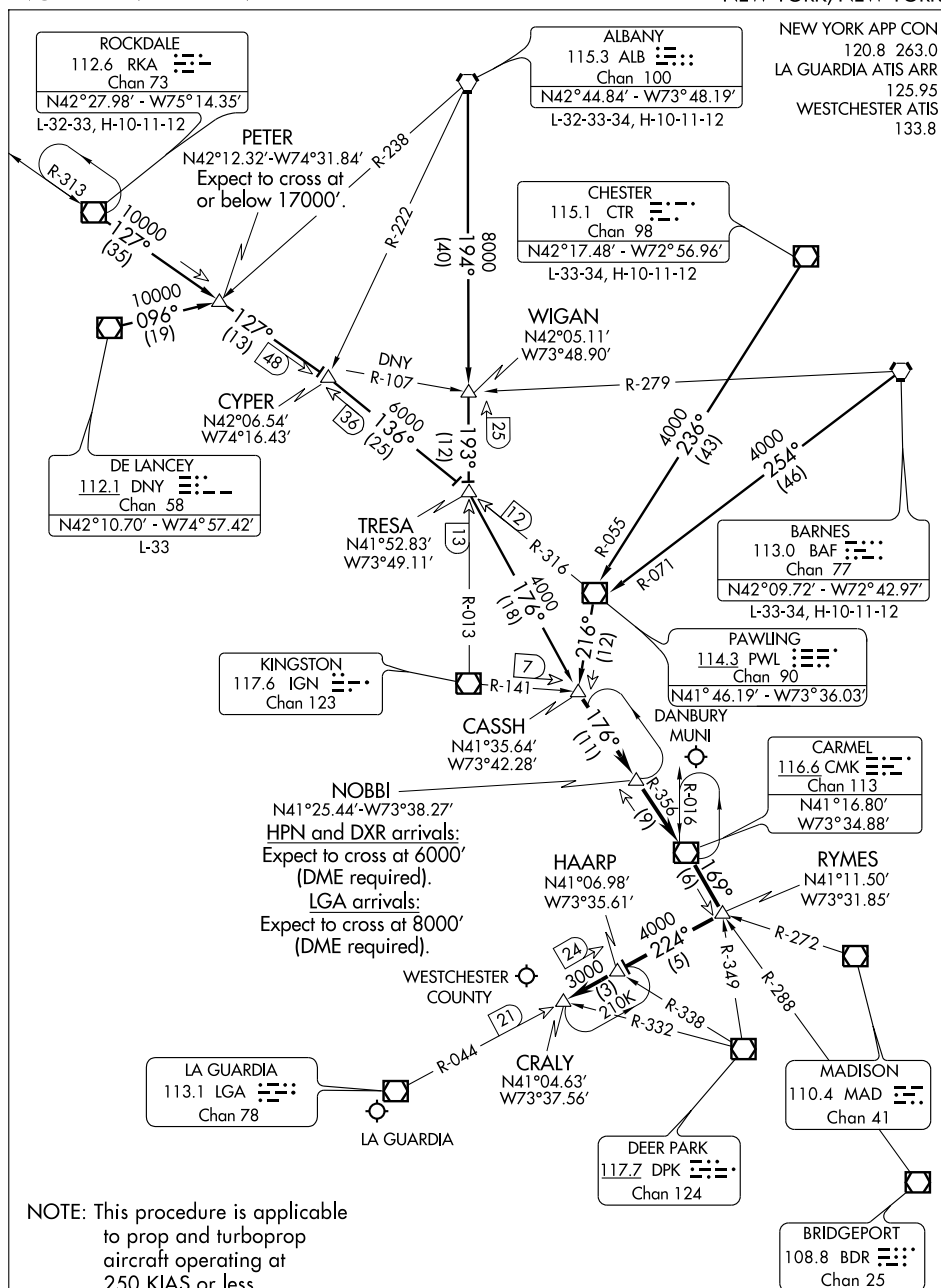 NEW YORK, NEW YORK
ROCKDALE
112.6 RKA
Chan 73
N42°27.98' - W75°14.35'
L-32-33, H-10-11-12
ALBANY
115.3 ALB
Chan 100
N42°44.84' - W73°48.19'
L-32-33-34, H-10-11-12
NEW YORK APP CON
120.8 263.0
LA GUARDIA ATIS ARR
125.95
WESTCHESTER ATIS
133.8
PETER
N42°12.32'-W74°31.84'
Expect to cross at
or below 17000'.
R-238
R-222
R-313
10000
127°
(35)
8000
194°
(40)
CHESTER
115.1 CTR
Chan 98
N42°17.48' - W72°56.96'
L-33-34, H-10-11-12
10000
096°
(19)
127°
(13)
48
WIGAN
N42°05.11'
W73°48.90'
DNY
R-107
R-279
CYPER
N42°06.54'
W74°16.43'
36
6000
136°
(25)
193°
(12)
25
4000
236°
(43)
4000
254°
(46)
DE LANCEY
112.1 DNY
Chan 58
N42°10.70' - W74°57.42'
L-33
TRESA
N41°52.83'
W73°49.11'
13
12
R-316
R-055
R-071
BARNES
113.0 BAF
Chan 77
N42°09.72' - W72°42.97'
L-33-34, H-10-11-12
R-013
4000
176°
(18)
216°
(12)
PAWLING
114.3 PWL
Chan 90
N41°46.19' - W73°36.03'
KINGSTON
117.6 IGN
Chan 123
7
R-141
CASSH
N41°35.64'
W73°42.28'
176°
(11)
DANBURY
MUNI
CARMEL
116.6 CMK
Chan 113
N41°16.80'
W73°34.88'
NOBBI
N41°25.44'-W73°38.27'
HPN and DXR arrivals:
Expect to cross at 6000'
(DME required).
LGA arrivals:
Expect to cross at 8000'
(DME required).
R-356
(9)
R-016
HAARP
N41°06.98'
W73°35.61'
169°
(6)
RYMES
N41°11.50'
W73°31.85'
4000
224°
(5)
R-272
R-349
R-288
WESTCHESTER
COUNTY
24
3000
(3)
210K
R-338
R-332
21
R-044
CRALY
N41°04.63'
W73°37.56'
LA GUARDIA
113.1 LGA
Chan 78
LA GUARDIA
MADISON
110.4 MAD
Chan 41
DEER PARK
117.7 DPK
Chan 124
BRIDGEPORT
108.8 BDR
Chan 25
NOTE: This procedure is applicable
to prop and turboprop
aircraft operating at
250 KIAS or less